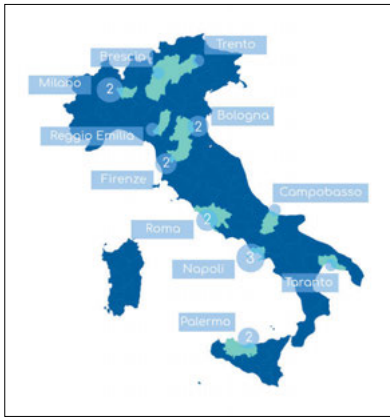 Trento
Brescia
Milano
2
Bologna
2
Reggio Emilia
2
Firenze
Campobasso
Roma
2
Napoli
3
Taranto
Palermo
2